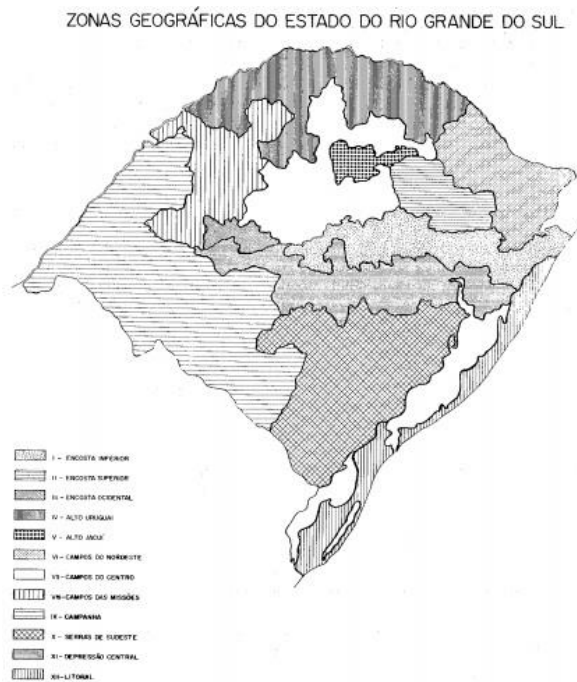 ZONAS GEOGRÁFICAS DO ESTADO DO RIO GRANDE DO SUL
I - ENCOSTA INFERIOR
II - ENCOSTA SUPERIOR
III - ENCOSTA OCIDENTAL
IV - ALTO URUGUAI
V - ALTO JACUÍ
VI - CAMPOS DO NORDESTE
VII - CAMPOS DO CENTRO
VIII - CAMPOS DAS MISSÕES
IX - CAMPANHA
X - SERRAS DE SUDESTE
XI - DEPRESSÃO CENTRAL
XII - LITORAL